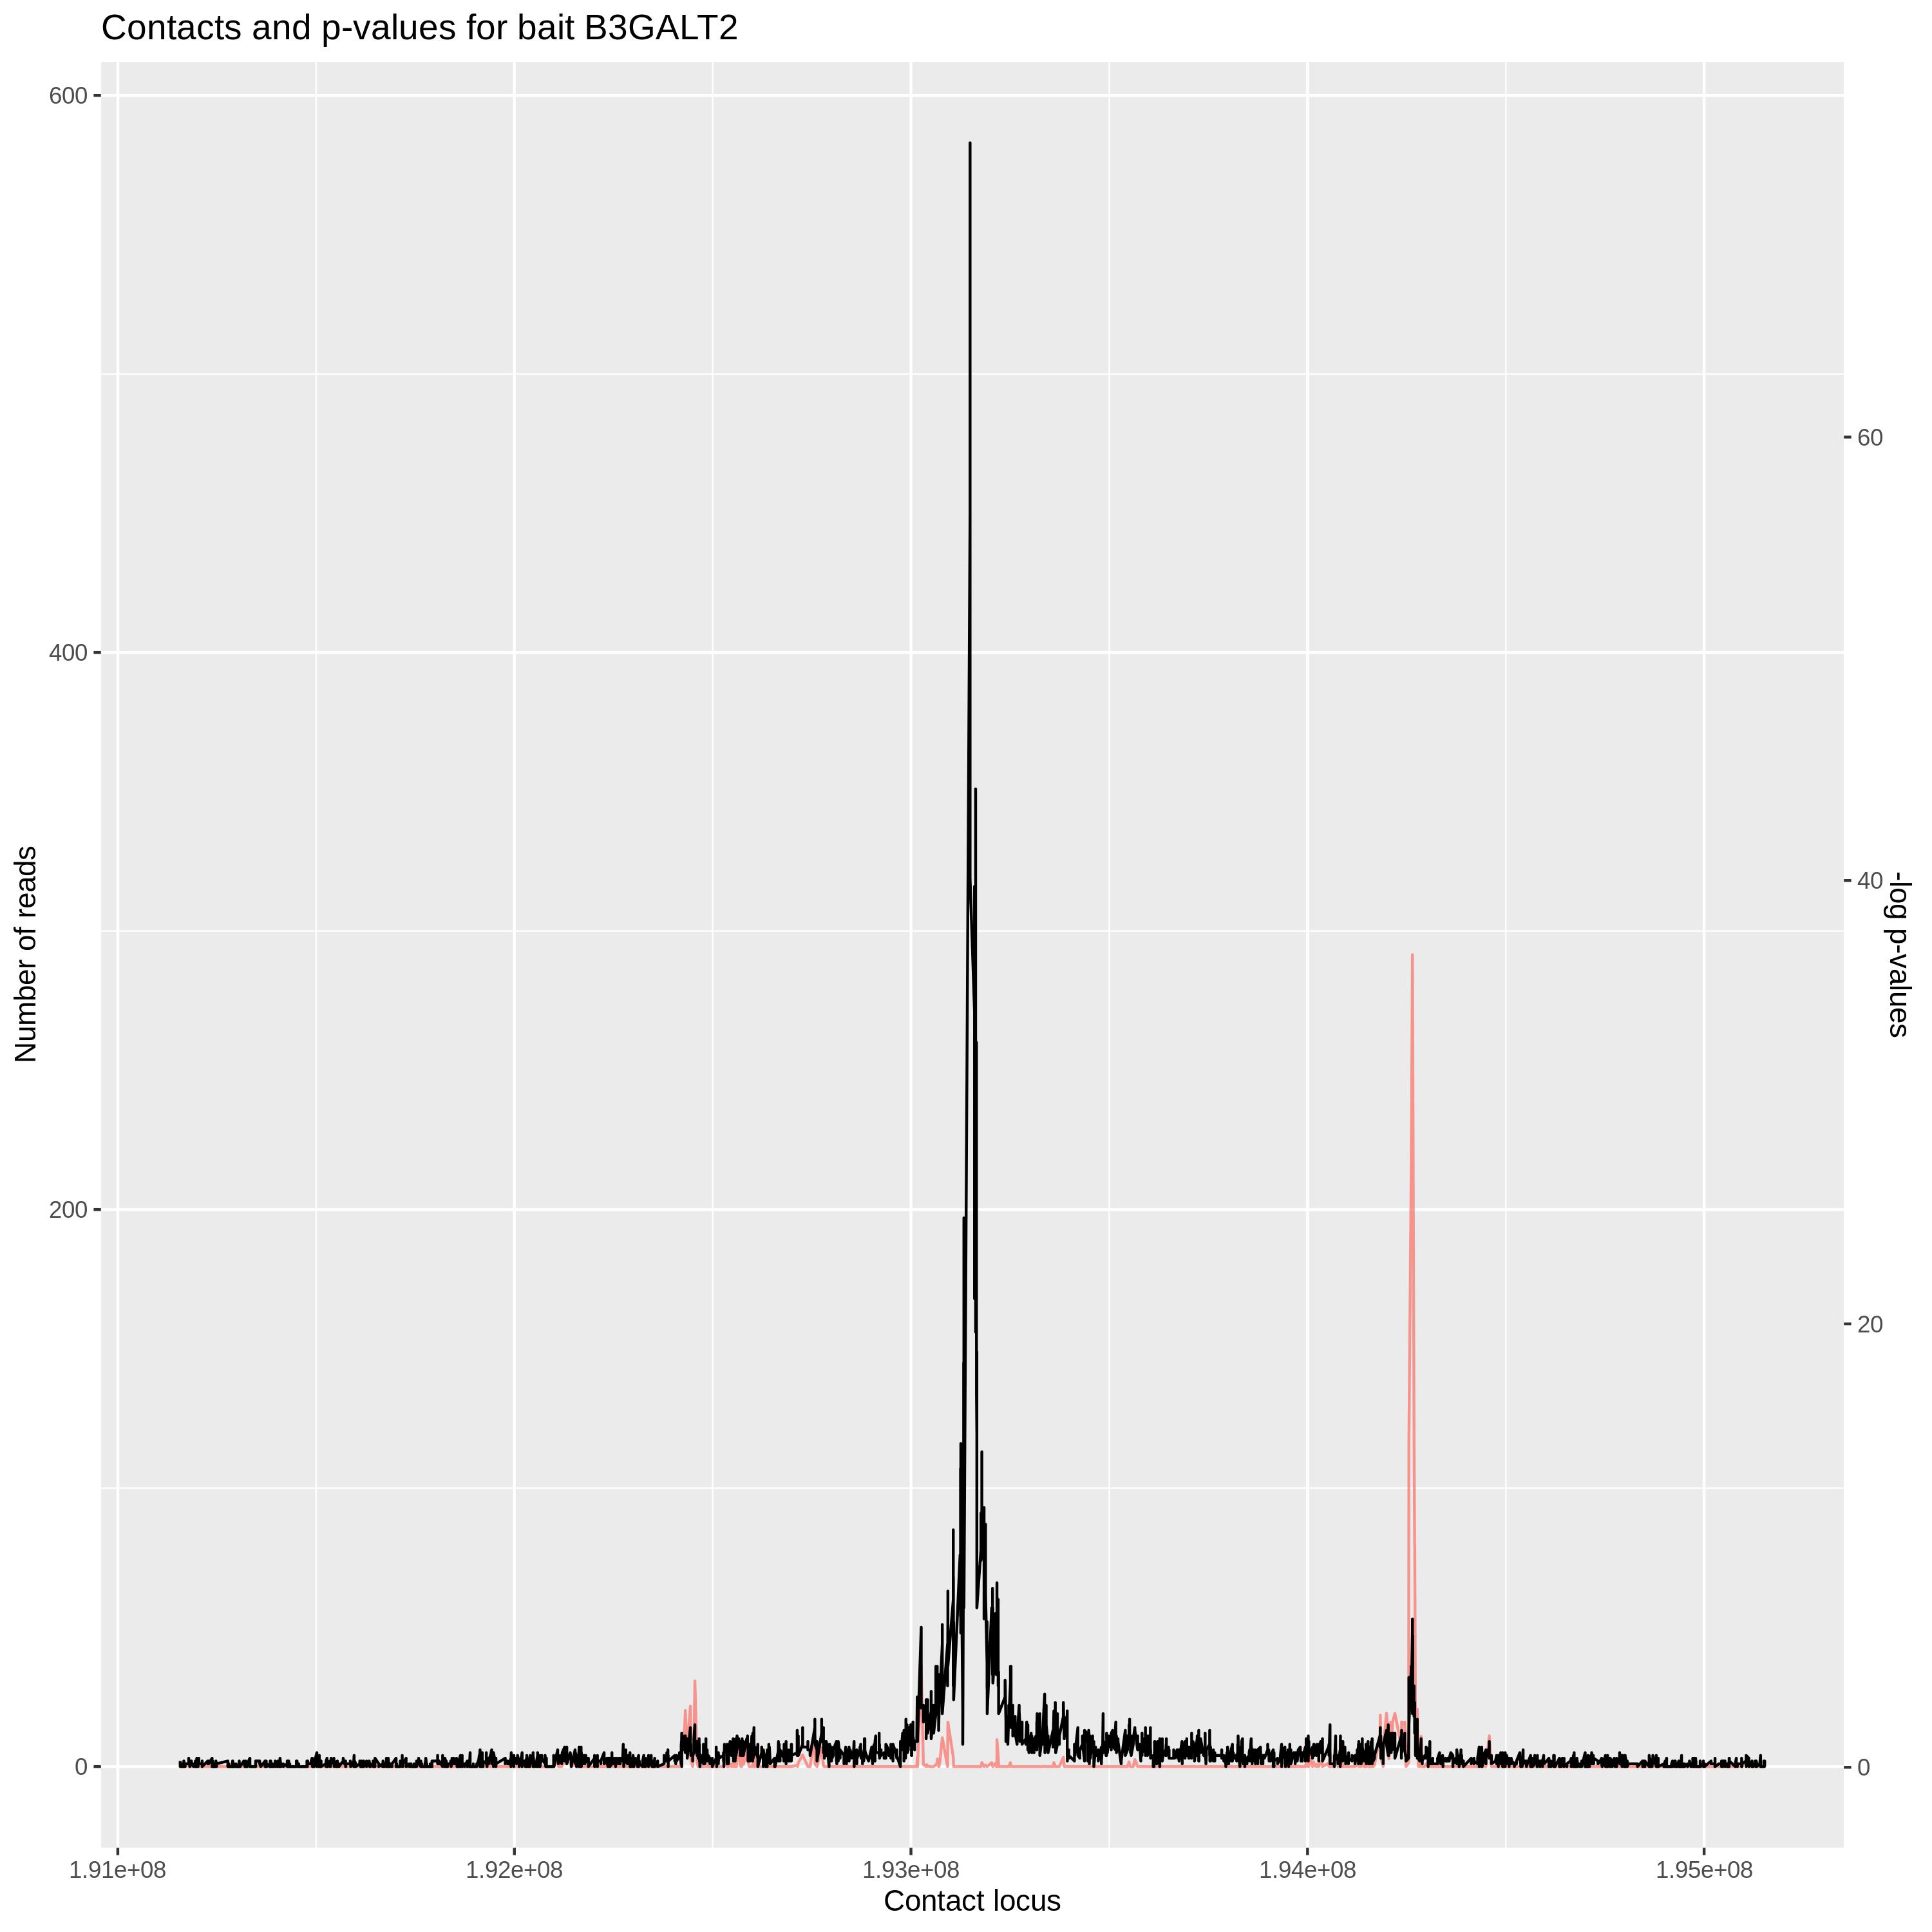 Contacts and p-values for bait B3GALT2
600
400
200
0
Number of reads
60
40
20
0
-log p-values
1.91e+08
1.92e+08
1.93e+08
1.94e+08
1.95e+08
Contact locus